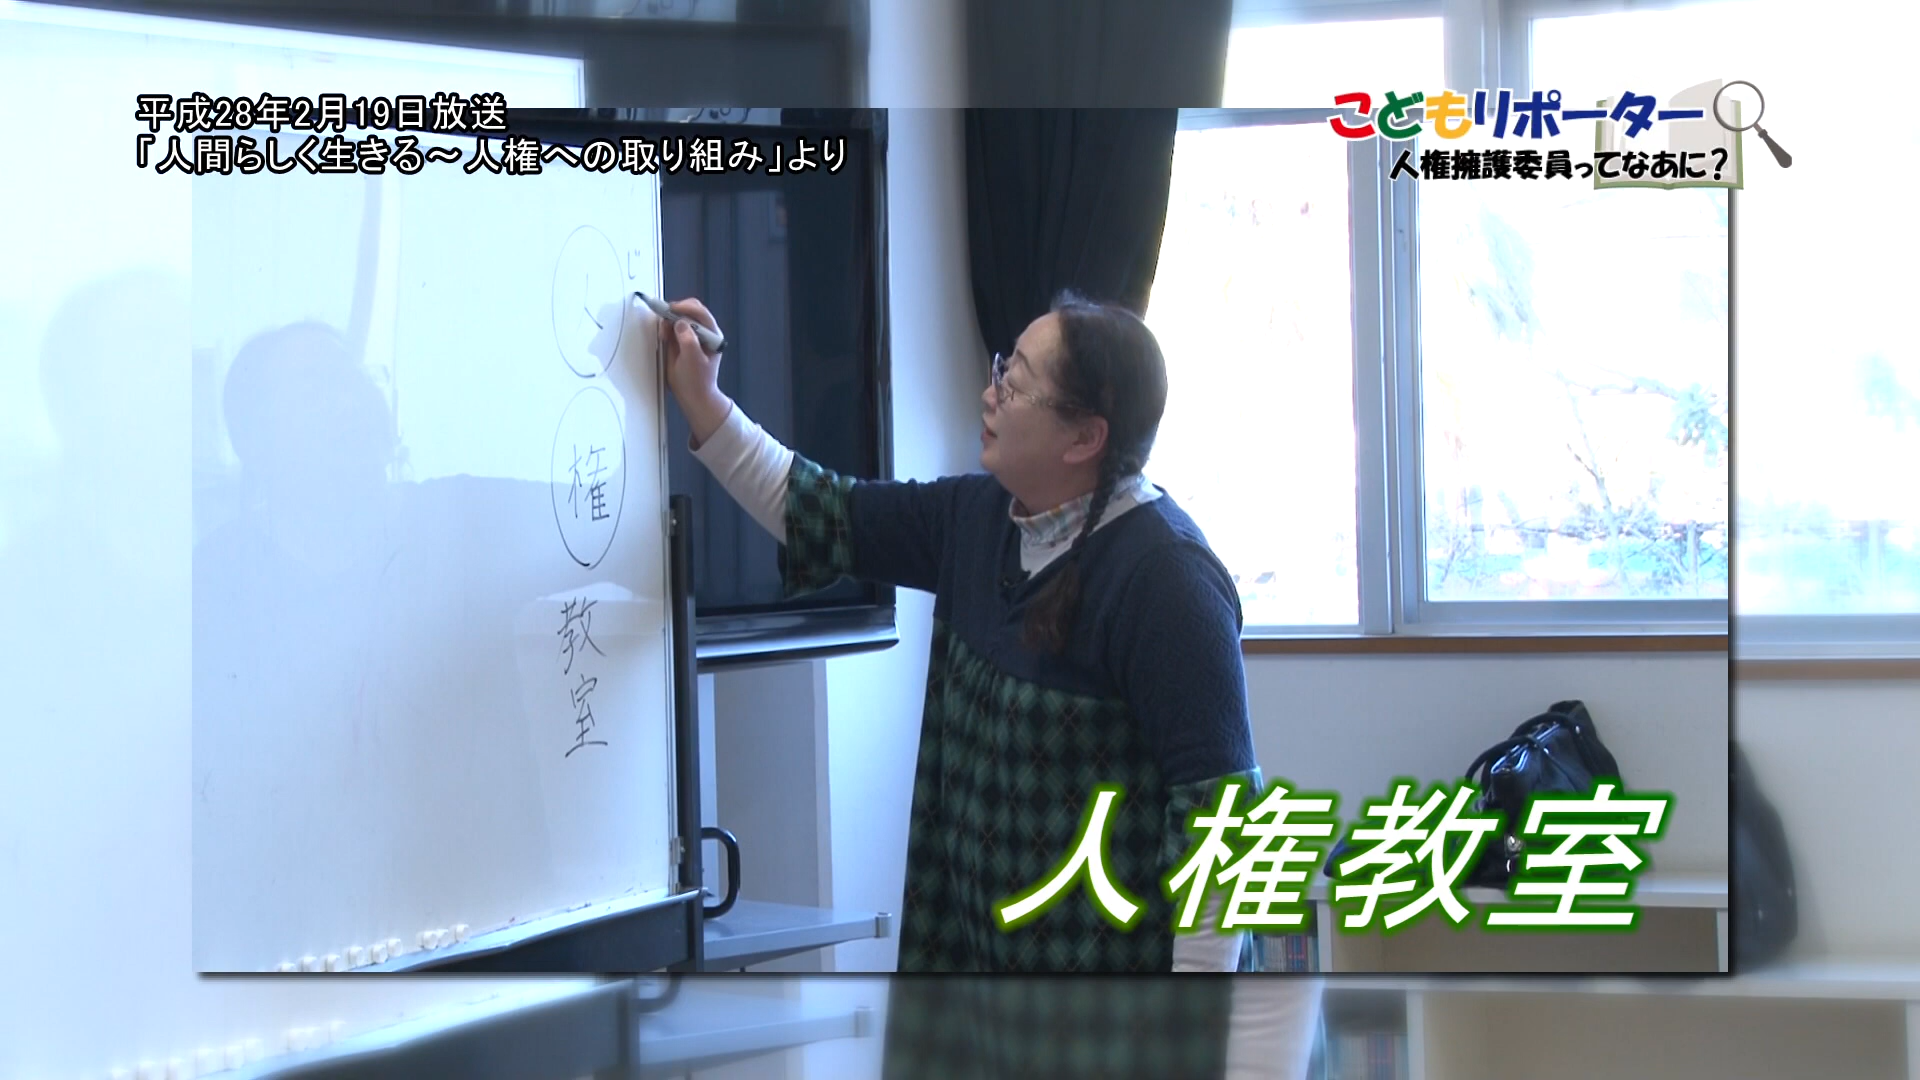 平成28年2月19日放送
「人間らしく生きる～人権への取り組み」より
こどもリポーター
人権擁護委員ってなあに?
じ
人権教室
人権教室